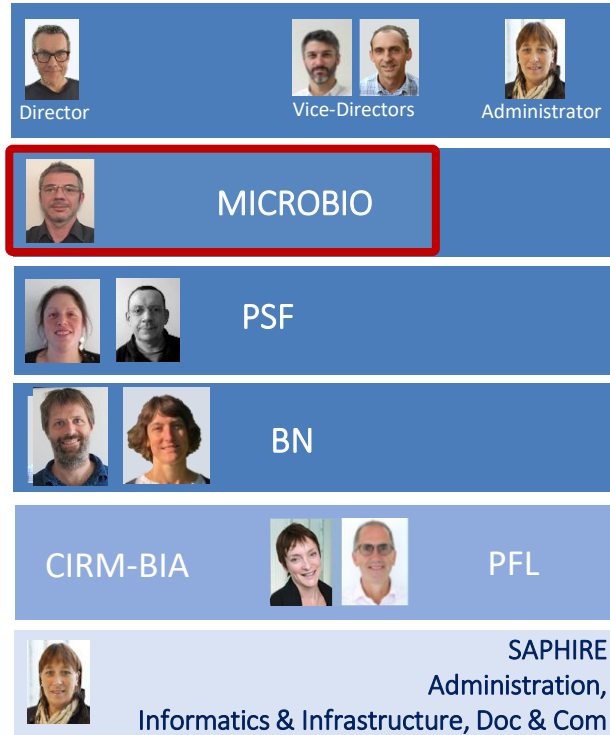 Director
Vice-Directors
Administrator
MICROBIO
PSF
BN
CIRM-BIA
PFL
SAPHIRE
Administration,
Informatics & Infrastructure, Doc & Com